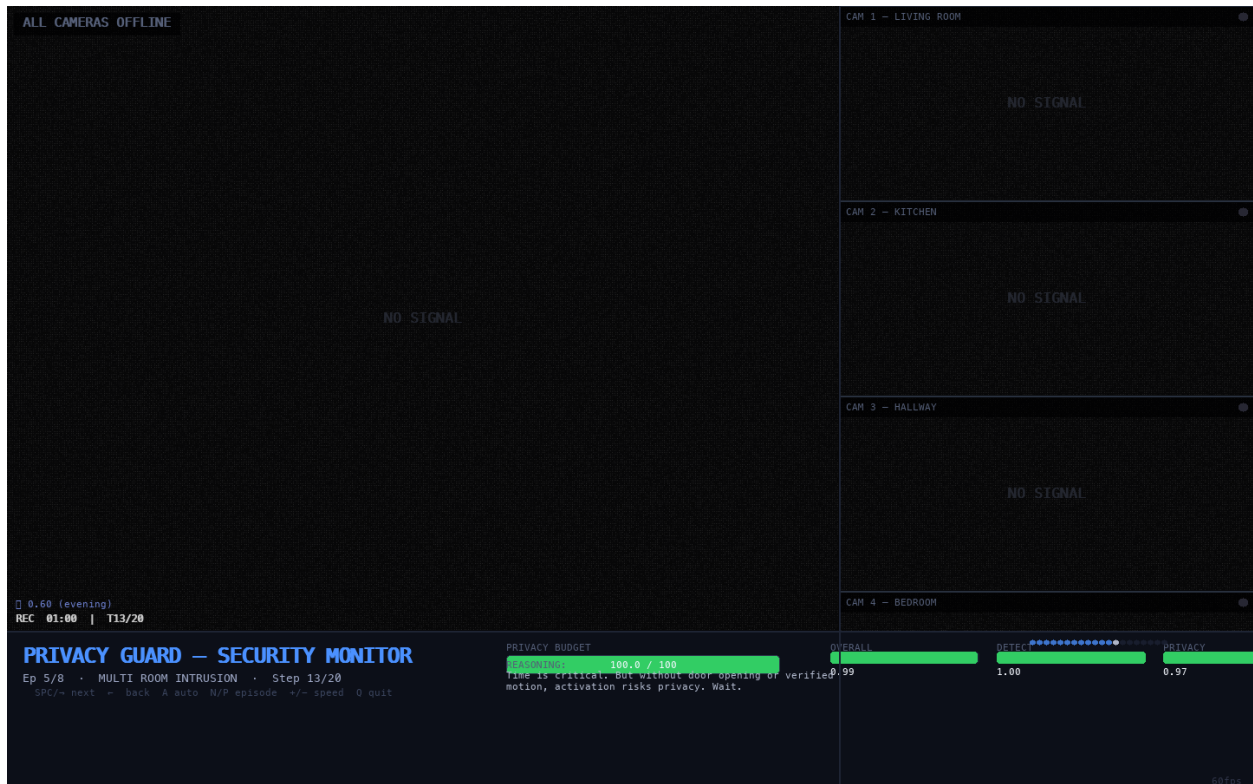 ALL CAMERAS OFFLINE
NO SIGNAL
0.60 (evening)
REC 01:00 | T13/20
CAM 1 — LIVING ROOM
NO SIGNAL
CAM 2 — KITCHEN
NO SIGNAL
CAM 3 — HALLWAY
NO SIGNAL
CAM 4 — BEDROOM
PRIVACY GUARD — SECURITY MONITOR
Ep 5/8 · MULTI ROOM INTRUSION · Step 13/20
SPC/→ next ← back A auto N/P episode +/− speed Q quit
PRIVACY BUDGET
REASONING: 100.0 / 100
Time is critical. But without door opening or verified
motion, activation risks privacy. Wait.
OVERALL
0.99
DETECT
1.00
PRIVACY
0.97
60fps